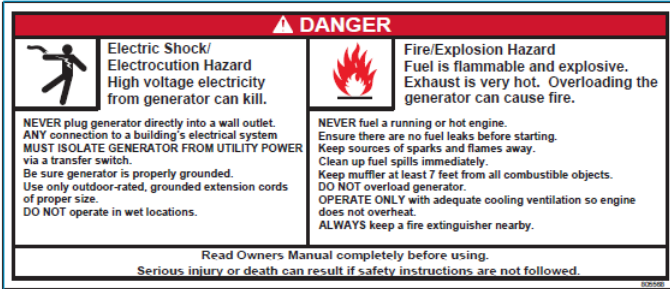 DANGER
Electric Shock/
Electrocution Hazard
High voltage electricity
from generator can kill.
NEVER plug generator directly into a wall outlet.
ANY connection to a building's electrical system
MUST ISOLATE GENERATOR FROM UTILITY POWER
via a transfer switch.
Be sure generator is properly grounded.
Use only outdoor-rated, grounded extension cords
of proper size.
DO NOT operate in wet locations.
Fire/Explosion Hazard
Fuel is flammable and explosive.
Exhaust is very hot. Overloading the
generator can cause fire.
NEVER fuel a running or hot engine.
Ensure there are no fuel leaks before starting.
Keep sources of sparks and flames away.
Clean up fuel spills immediately.
Keep muffler at least 7 feet from all combustible objects.
DO NOT overload generator.
OPERATE ONLY with adequate cooling ventilation so engine
does not overheat.
ALWAYS keep a fire extinguisher nearby.
Read Owners Manual completely before using.
Serious injury or death can result if safety instructions are not followed.